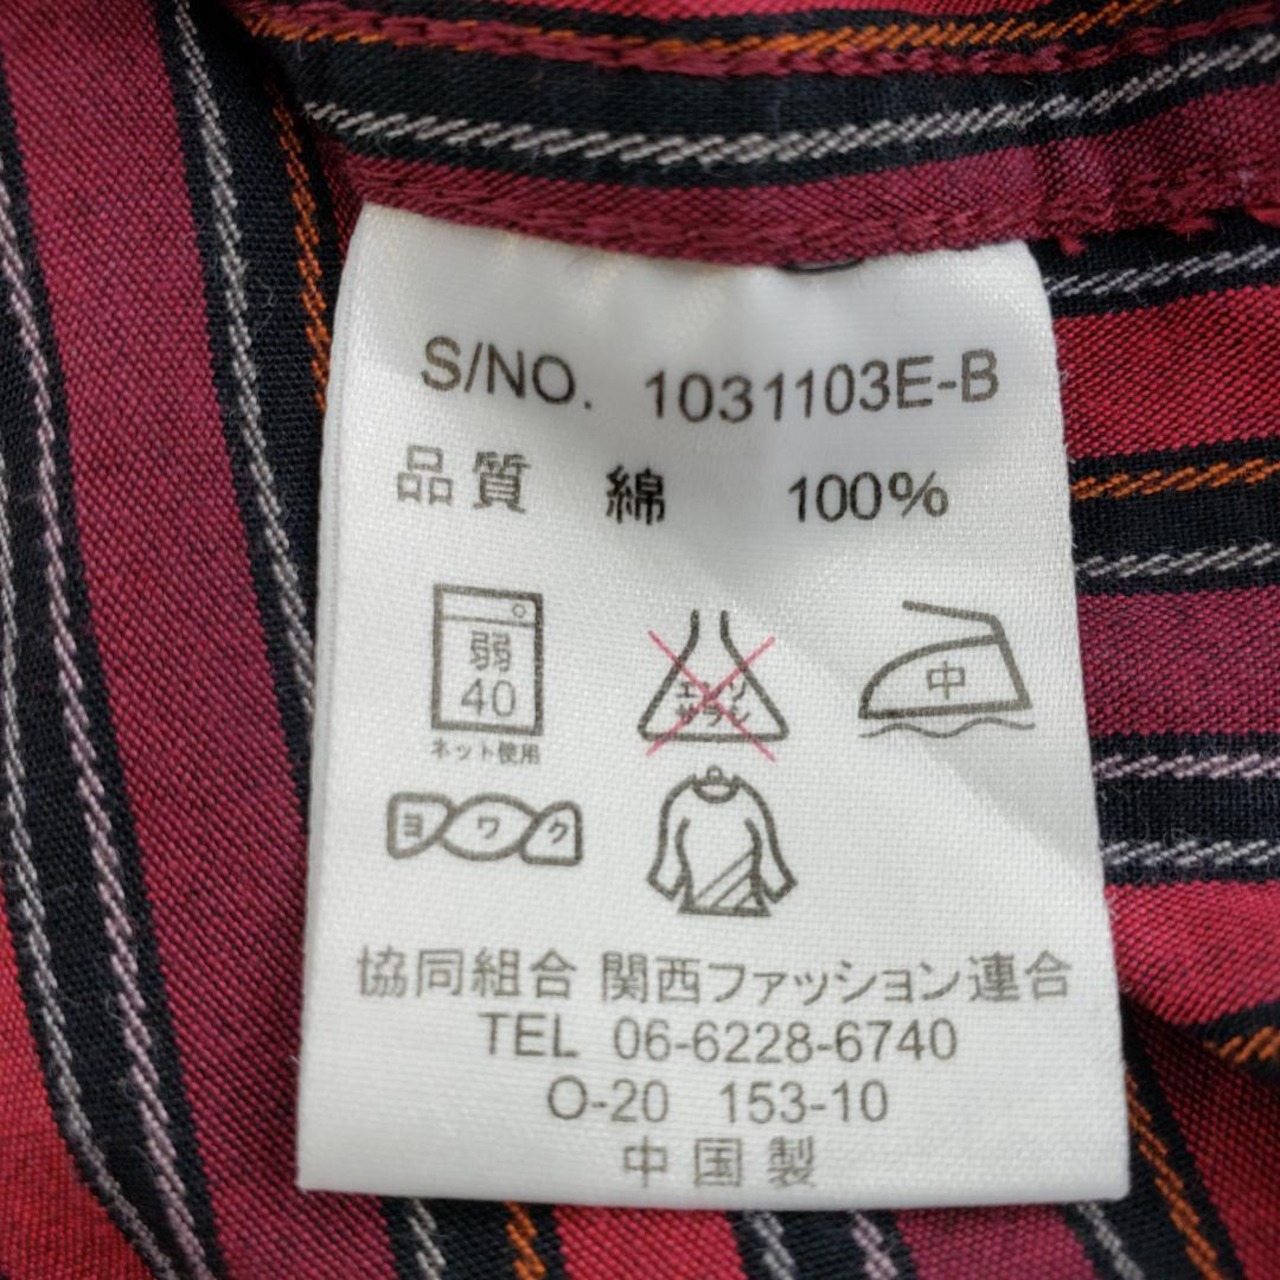 S/NO. 1031103E-B
品質 綿 100%
弱
40
ネット使用
エンソ
サラシ
中
ヨワク
協同組合 関西ファッション連合
TEL 06-6228-6740
O-20 153-10
中国製